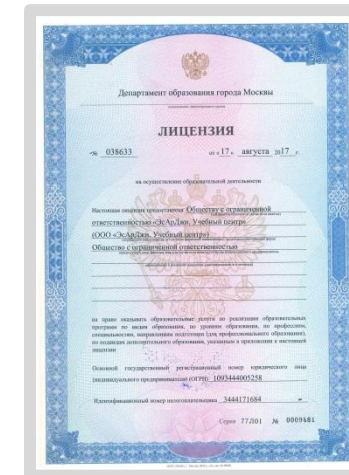 Департамент образования города Москвы
ЛИЦЕНЗИЯ
№ 038633 от « 17 » августа 2017 г.
на осуществление образовательной деятельности
Настоящая лицензия предоставлена Обществу с ограниченной
ответственностью «ЭсАрДжи, Учебный центр»
(ООО «ЭсАрДжи, Учебный центр»)
Общество с ограниченной ответственностью
на право оказывать образовательные услуги по реализации образовательных
программ по видам образования, по уровням образования, по профессиям,
специальностям, направлениям подготовки (для профессионального образования),
по подвидам дополнительного образования, указанным в приложении к настоящей
лицензии
Основной государственный регистрационный номер юридического лица
(индивидуального предпринимателя) (ОГРН) 1093444005258
Идентификационный номер налогоплательщика 3444171684
Серия 77Л01 № 0009481